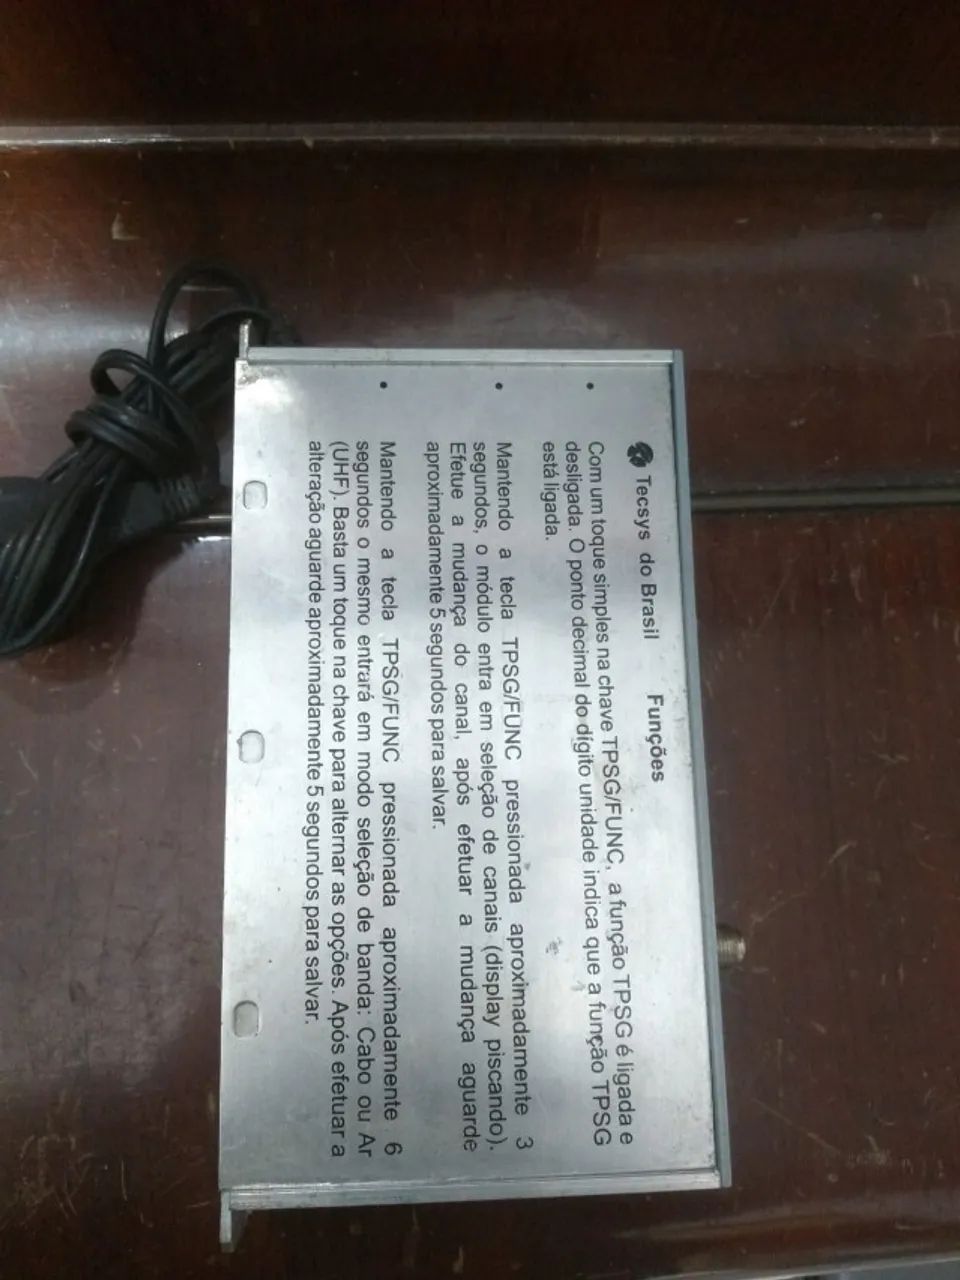 Tecsys do Brasil Funções
• Com um toque simples na chave TPSG/FUNC, a função TPSG é ligada e
desligada. O ponto decimal do dígito unidade indica que a função TPSG
está ligada.
• Mantendo a tecla TPSG/FUNC pressionada aproximadamente 3
segundos, o módulo entra em seleção de canais (display piscando).
Efetue a mudança do canal, após efetuar a mudança aguarde
aproximadamente 5 segundos para salvar.
• Mantendo a tecla TPSG/FUNC pressionada aproximadamente 6
segundos o mesmo entrará em modo seleção de banda: Cabo ou Ar
(UHF). Basta um toque na chave para alternar as opções. Após efetuar a
alteração aguarde aproximadamente 5 segundos para salvar.